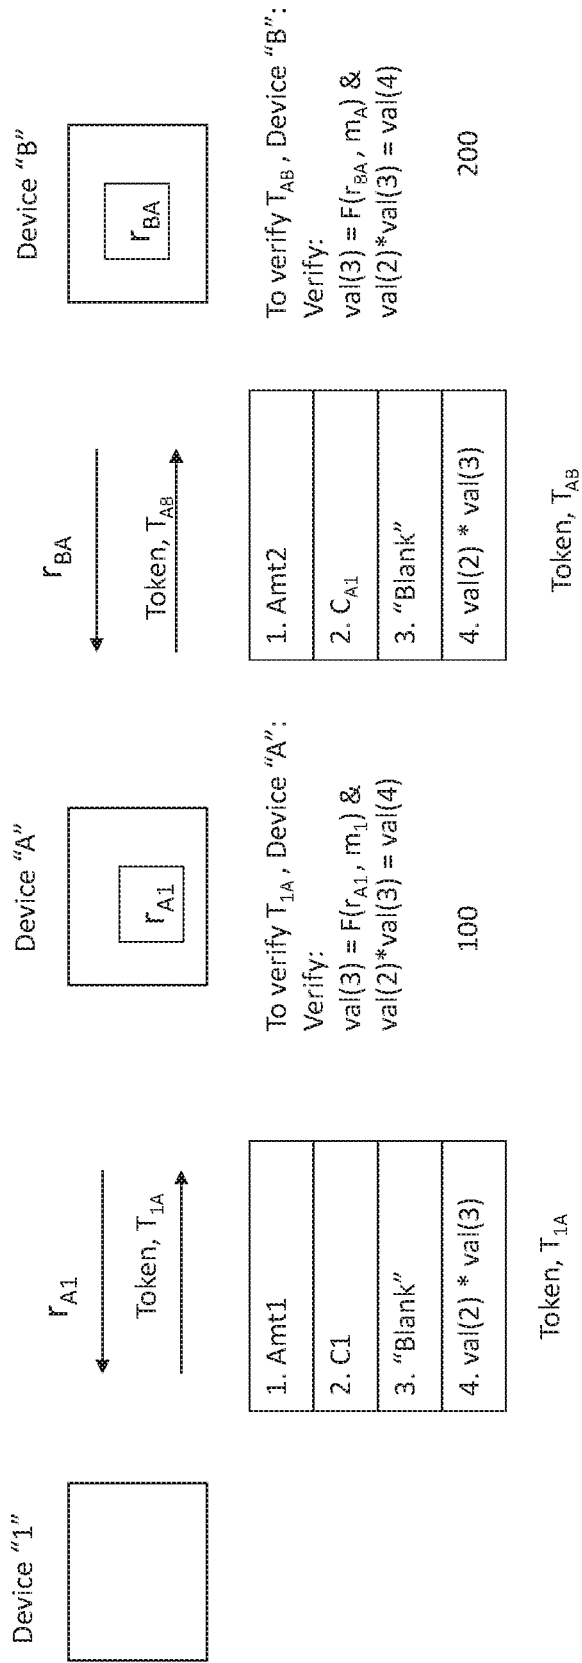 Device "1"
r_A1
Token, T_1A
1. Amt1
2. C1
3. "Blank"
4. val(2) * val(3)
Token, T_1A
Device "A"
r_A1
To verify T_1A, Device "A":
Verify:
val(3) = F(r_A1, m_1) &
val(2)*val(3) = val(4)
100
r_BA
Token, T_AB
1. Amt2
2. C_A1
3. "Blank"
4. val(2) * val(3)
Token, T_AB
Device "B"
r_BA
To verify T_AB, Device "B":
Verify:
val(3) = F(r_BA, m_A) &
val(2)*val(3) = val(4)
200